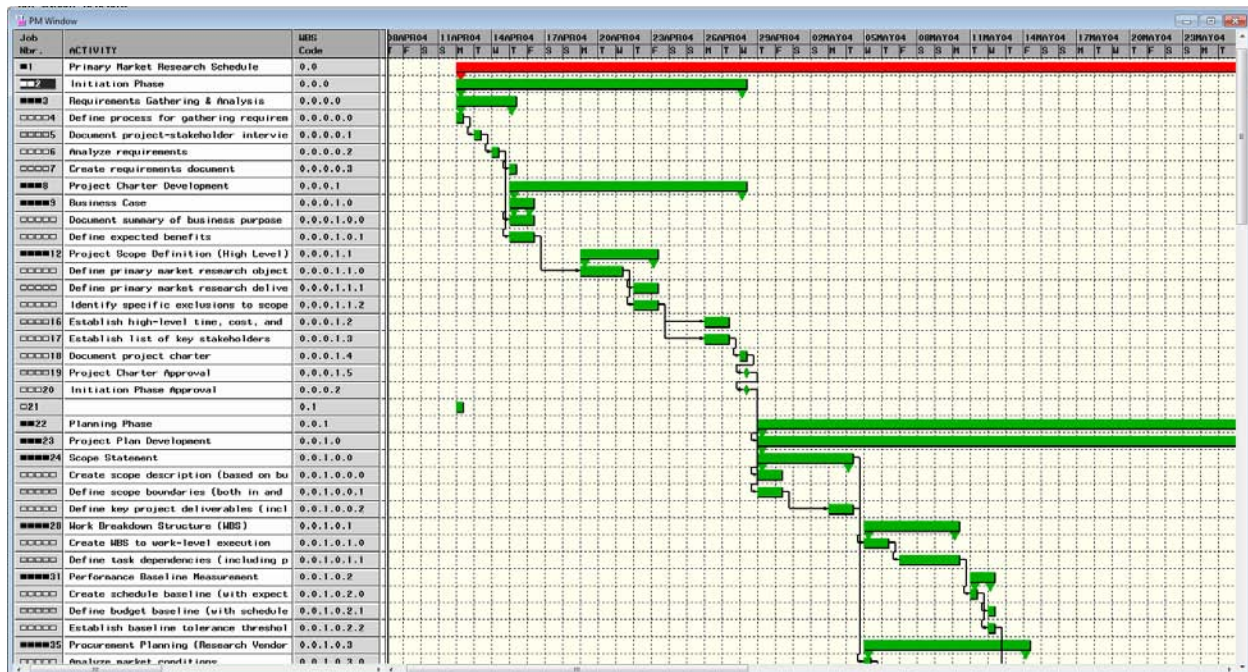 PM Window
Job Nbr. ACTIVITY WBS Code
08APR04 11APR04 14APR04 17APR04 20APR04 23APR04 26APR04 29APR04 02MAY04 05MAY04 08MAY04 11MAY04 14MAY04 17MAY04 20MAY04 23MAY04
T F S S M T W T F S S M T W T F S S M T W T F S S M T W T F S S M T W T F S S M T W T F S S M T
1 Primary Market Research Schedule 0.0
2 Initiation Phase 0.0.0
3 Requirements Gathering & Analysis 0.0.0.0
4 Define process for gathering requirem 0.0.0.0.0
5 Document project-stakeholder intervie 0.0.0.0.1
6 Analyze requirements 0.0.0.0.2
7 Create requirements document 0.0.0.0.3
8 Project Charter Development 0.0.0.1
9 Business Case 0.0.0.1.0
Document summary of business purpose 0.0.0.1.0.0
Define expected benefits 0.0.0.1.0.1
12 Project Scope Definition (High Level) 0.0.0.1.1
Define primary market research object 0.0.0.1.1.0
Define primary market research delive 0.0.0.1.1.1
Identify specific exclusions to scope 0.0.0.1.1.2
16 Establish high-level time, cost, and 0.0.0.1.2
17 Establish list of key stakeholders 0.0.0.1.3
18 Document project charter 0.0.0.1.4
19 Project Charter Approval 0.0.0.1.5
20 Initiation Phase Approval 0.0.0.2
21 0.1
22 Planning Phase 0.0.1
23 Project Plan Development 0.0.1.0
24 Scope Statement 0.0.1.0.0
Create scope description (based on bu 0.0.1.0.0.0
Define scope boundaries (both in and 0.0.1.0.0.1
Define key project deliverables (incl 0.0.1.0.0.2
28 Work Breakdown Structure (WBS) 0.0.1.0.1
Create WBS to work-level execution 0.0.1.0.1.0
Define task dependencies (including p 0.0.1.0.1.1
31 Performance Baseline Measurement 0.0.1.0.2
Create schedule baseline (with expect 0.0.1.0.2.0
Define budget baseline (with schedule 0.0.1.0.2.1
Establish baseline tolerance threshol 0.0.1.0.2.2
35 Procurement Planning (Research Vendor 0.0.1.0.3
Analyze market conditions 0.0.1.0.3.0